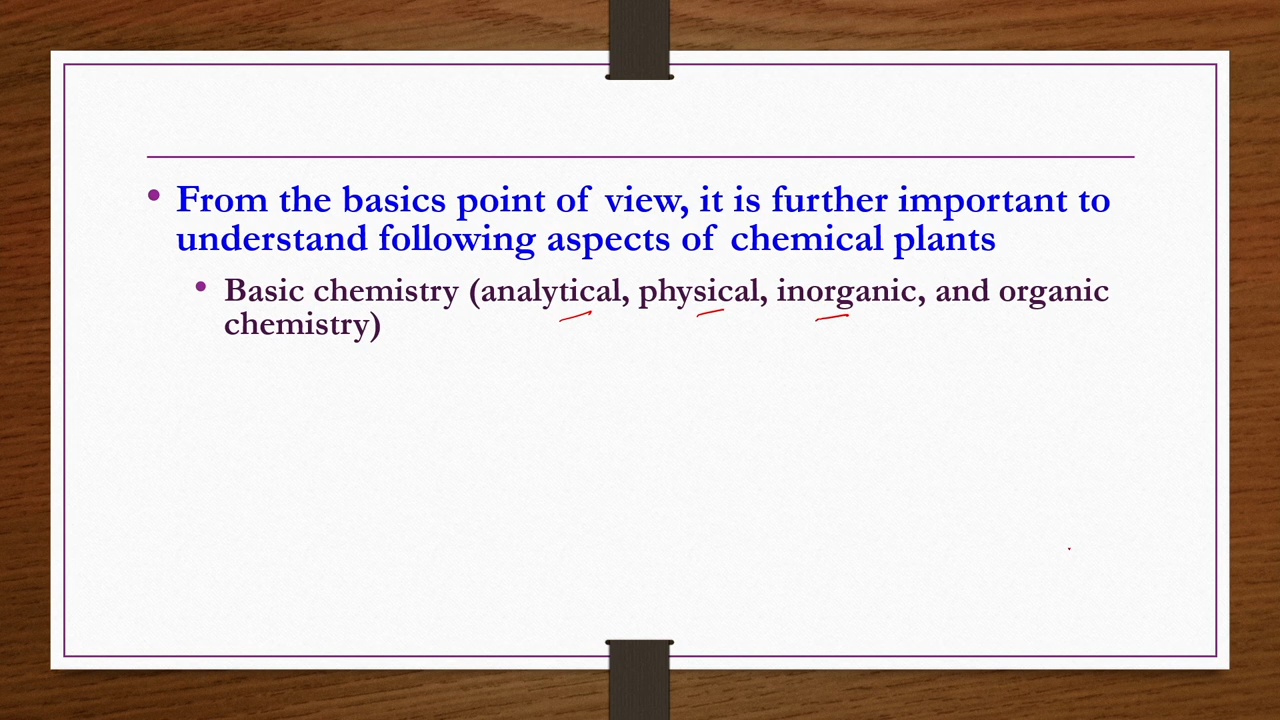 • From the basics point of view, it is further important to
understand following aspects of chemical plants
• Basic chemistry (analytical, physical, inorganic, and organic
chemistry)